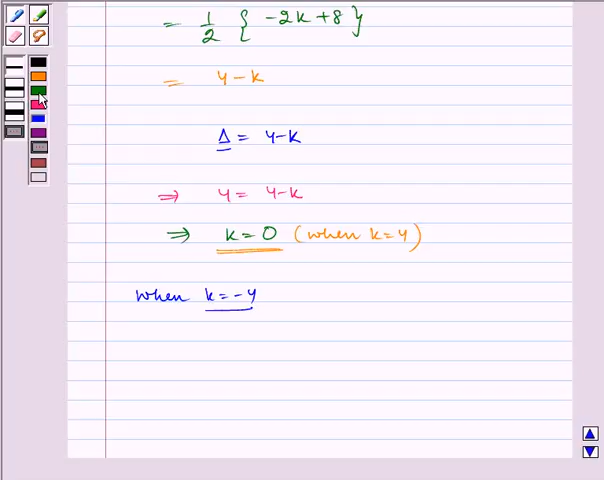 = 1/2 { -2k+8 }
= 4-k
Δ = 4-k
⇒ 4 = 4-k
⇒ k = 0 (when k=4)
when k=-4